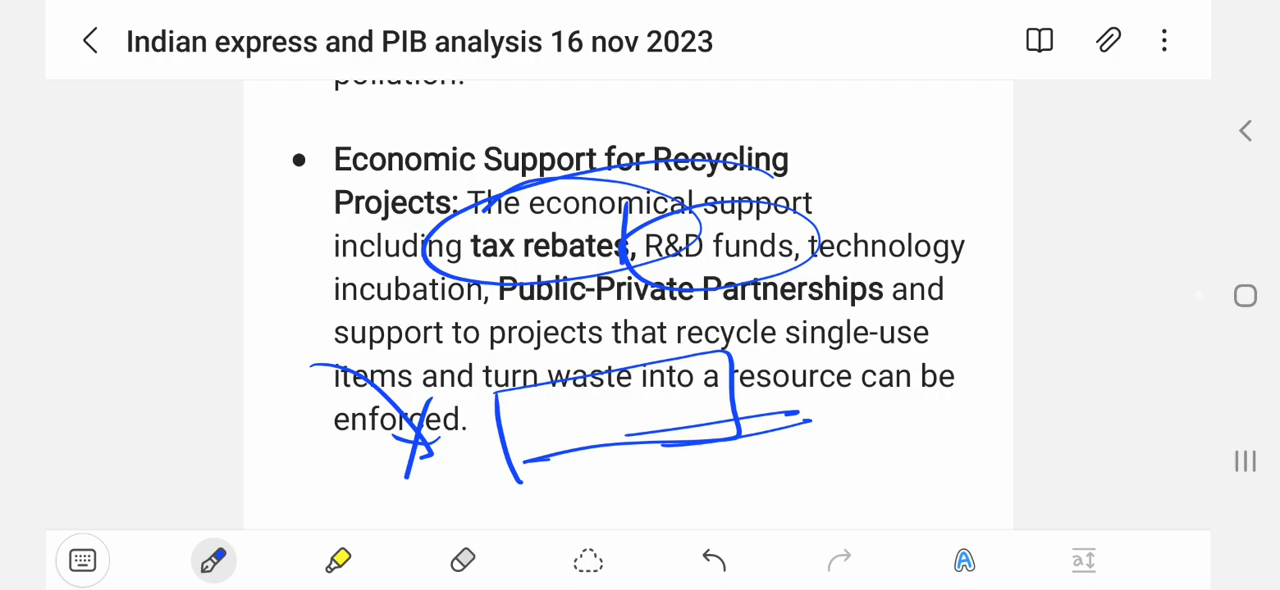 Indian express and PIB analysis 16 nov 2023
pollution.
Economic Support for Recycling
Projects: The economical support
including tax rebates, R&D funds, technology
incubation, Public-Private Partnerships and
support to projects that recycle single-use
items and turn waste into a resource can be
enforced.